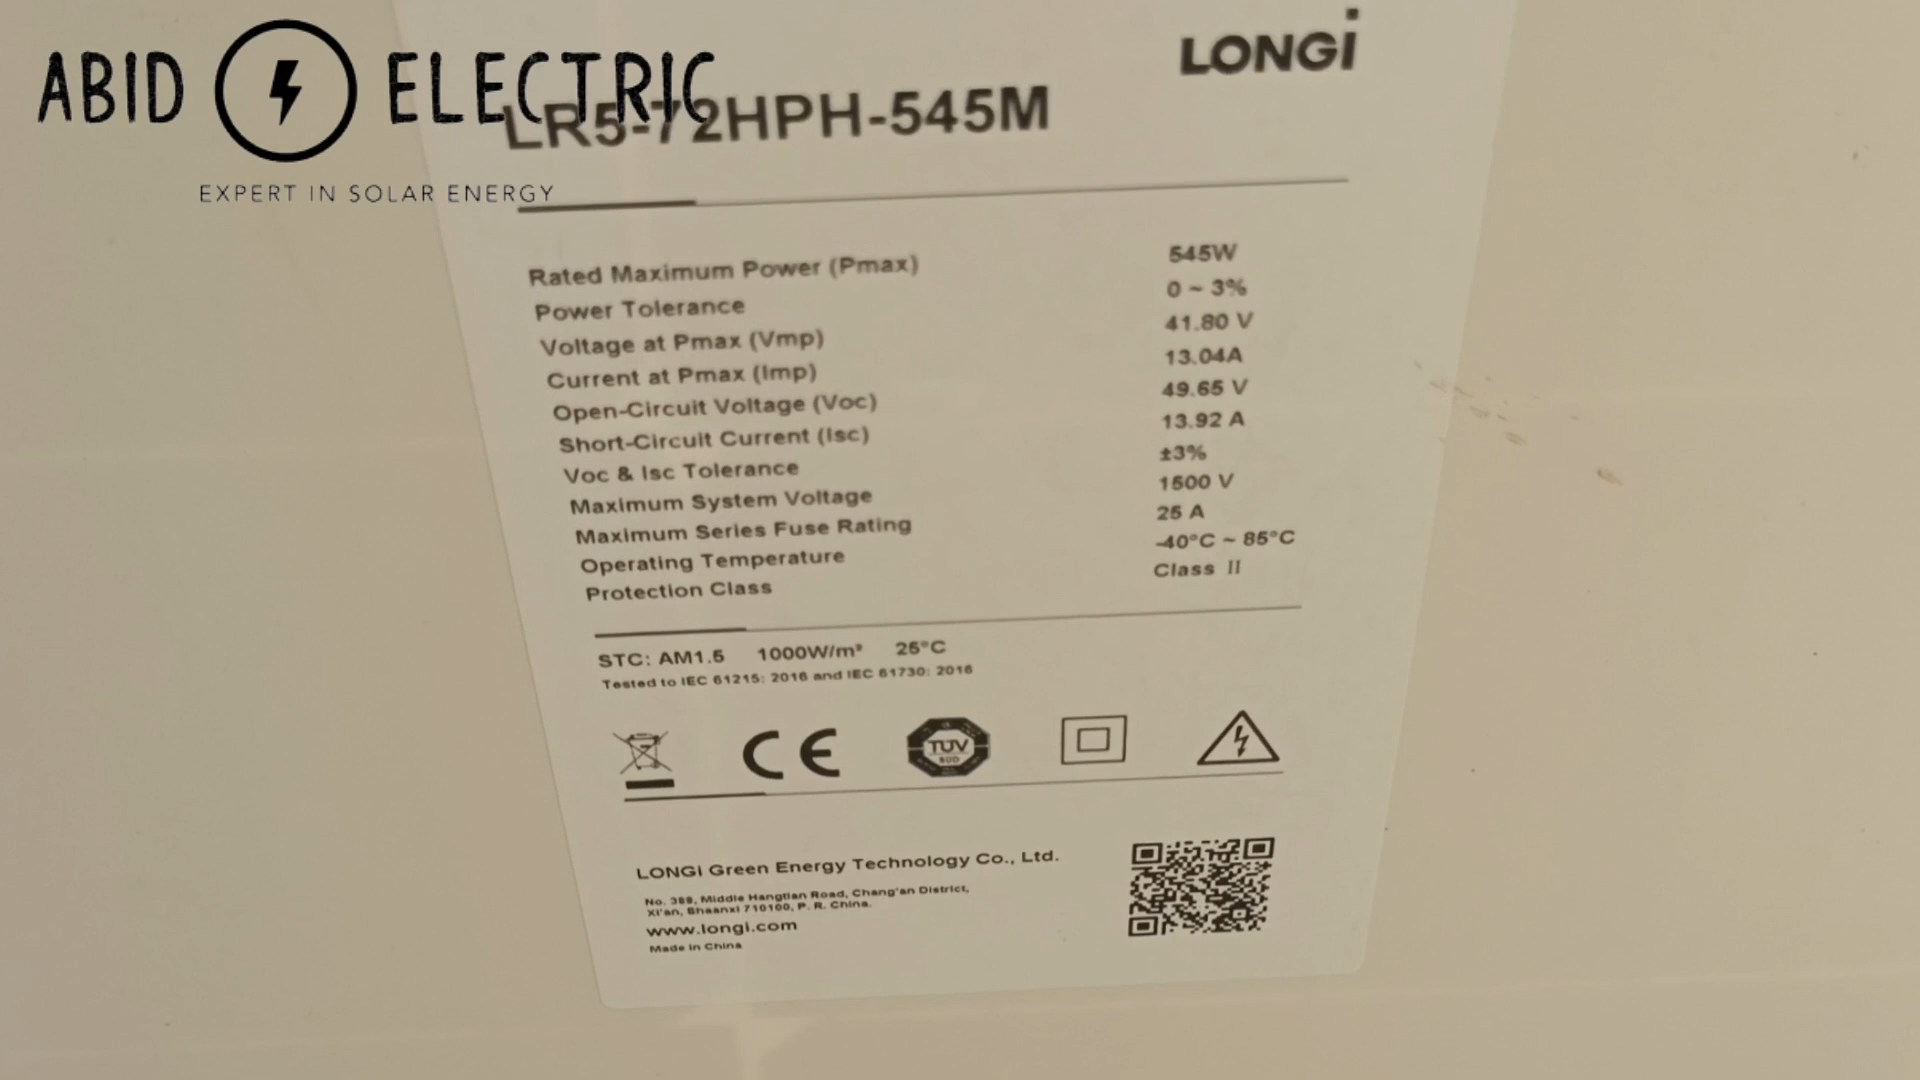 ABID ELECTRIC
EXPERT IN SOLAR ENERGY
LONGi
LR5-72HPH-545M
Rated Maximum Power (Pmax) 545W
Power Tolerance 0 ~ 3%
Voltage at Pmax (Vmp) 41.80 V
Current at Pmax (Imp) 13.04A
Open-Circuit Voltage (Voc) 49.65 V
Short-Circuit Current (Isc) 13.92 A
Voc & Isc Tolerance ±3%
Maximum System Voltage 1500 V
Maximum Series Fuse Rating 25 A
Operating Temperature -40°C ~ 85°C
Protection Class Class II
STC: AM1.5 1000W/m² 25°C
Tested to IEC 61215: 2016 and IEC 61730: 2016
CE
TUV
SUD
LONGi Green Energy Technology Co., Ltd.
No. 388, Middle Hangtian Road, Chang'an District,
Xi'an, Shaanxi 710100, P. R. China.
www.longi.com
Made in China